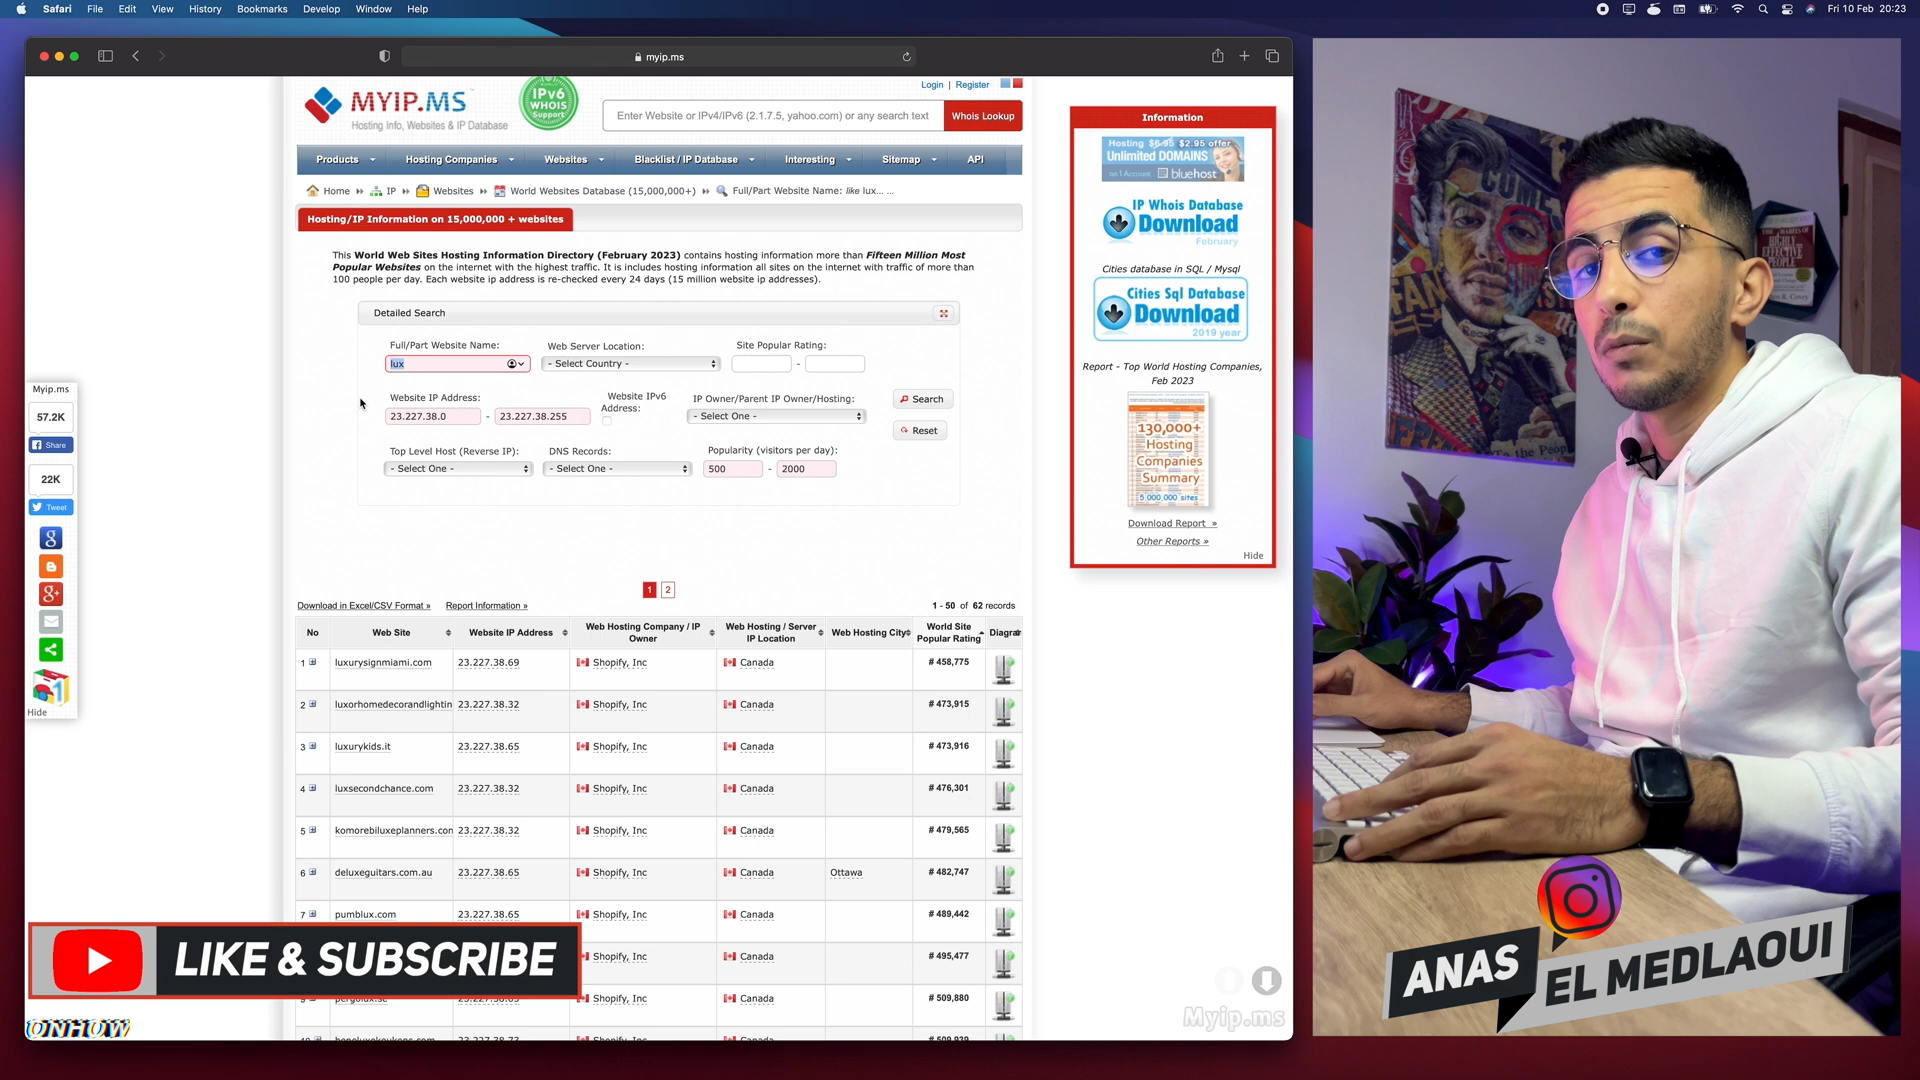 Safari File Edit View History Bookmarks Develop Window Help
Fri 10 Feb 20:23
myip.ms
Login | Register
MYIP.MS
Hosting Info, Websites & IP Database
IPv6
WHOIS
Support
Enter Website or IPv4/IPv6 (2.1.7.5, yahoo.com) or any search text
Whois Lookup
Products Hosting Companies Websites Blacklist / IP Database Interesting Sitemap API
Home IP Websites World Websites Database (15,000,000+) Full/Part Website Name: like lux... ...
Hosting/IP Information on 15,000,000 + websites
This World Web Sites Hosting Information Directory (February 2023) contains hosting information more than Fifteen Million Most
Popular Websites on the internet with the highest traffic. It is includes hosting information all sites on the internet with traffic of more than
100 people per day. Each website ip address is re-checked every 24 days (15 million website ip addresses).
Detailed Search
Full/Part Website Name: Web Server Location: Site Popular Rating:
lux - Select Country - -
Website IP Address: Website IPv6 Address: IP Owner/Parent IP Owner/Hosting:
23.227.38.0 - 23.227.38.255 - Select One -
Search
Reset
Top Level Host (Reverse IP): DNS Records: Popularity (visitors per day):
- Select One - - Select One - 500 - 2000
1 2
Download in Excel/CSV Format » Report Information » 1 - 50 of 62 records
No Web Site Website IP Address Web Hosting Company / IP Owner Web Hosting / Server IP Location Web Hosting City World Site Popular Rating Diagra
1 luxurysignmiami.com 23.227.38.69 Shopify, Inc Canada # 458,775
2 luxorhomedecorandlightin 23.227.38.32 Shopify, Inc Canada # 473,915
3 luxurykids.it 23.227.38.65 Shopify, Inc Canada # 473,916
4 luxsecondchance.com 23.227.38.32 Shopify, Inc Canada # 476,301
5 komorebiluxeplanners.con 23.227.38.32 Shopify, Inc Canada # 479,565
6 deluxeguitars.com.au 23.227.38.65 Shopify, Inc Canada Ottawa # 482,747
7 pumblux.com 23.227.38.65 Shopify, Inc Canada # 489,442
Shopify, Inc Canada # 495,477
Shopify, Inc Canada # 509,880
Myip.ms
57.2K
Share
22K
Tweet
Hide
Information
Hosting $6.95 $2.95 offer
Unlimited DOMAINS
on 1 Account bluehost
IP Whois Database
Download
February
Cities database in SQL / Mysql
Cities Sql Database
Download
2019 year
Report - Top World Hosting Companies,
Feb 2023
130,000+
Hosting
Companies
Summary
5,000,000 sites
Download Report »
Other Reports »
Hide
Myip.ms
LIKE & SUBSCRIBE
ONHOW
ANAS
EL MEDLAOUI